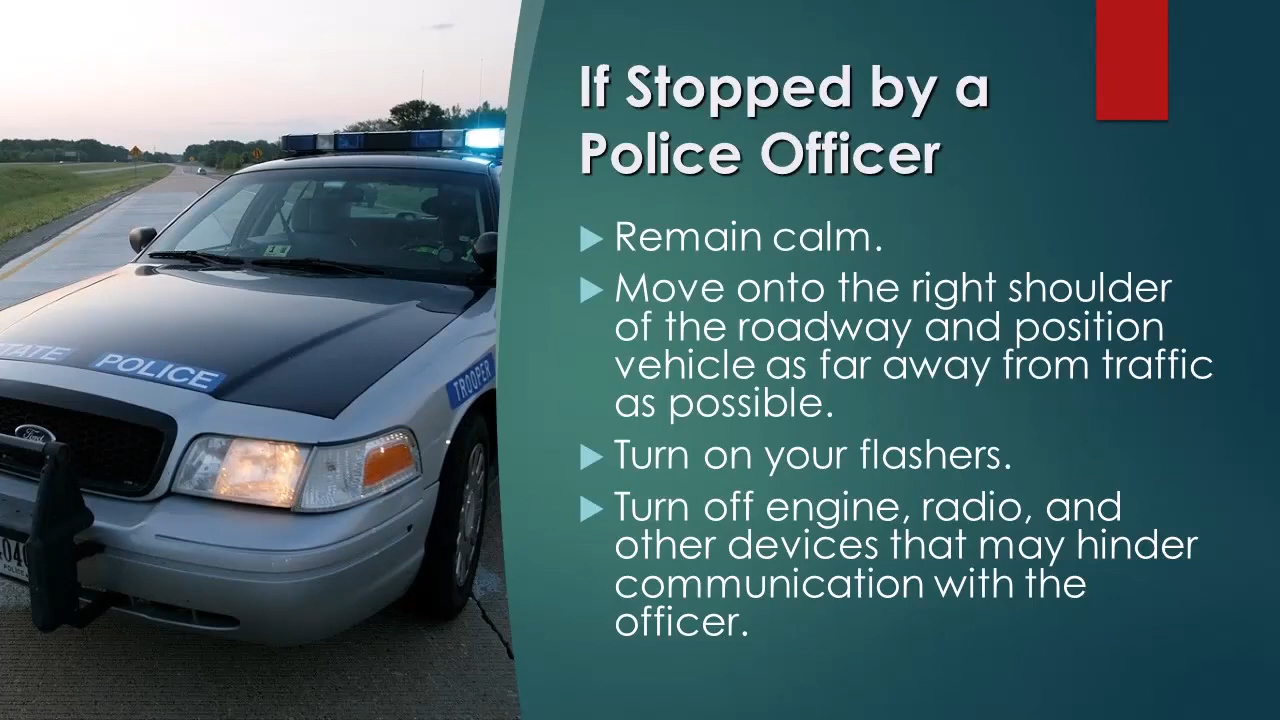 If Stopped by a
Police Officer
Remain calm.
Move onto the right shoulder
of the roadway and position
vehicle as far away from traffic
as possible.
Turn on your flashers.
Turn off engine, radio, and
other devices that may hinder
communication with the
officer.
TATE POLICE
TROOPER
Ford